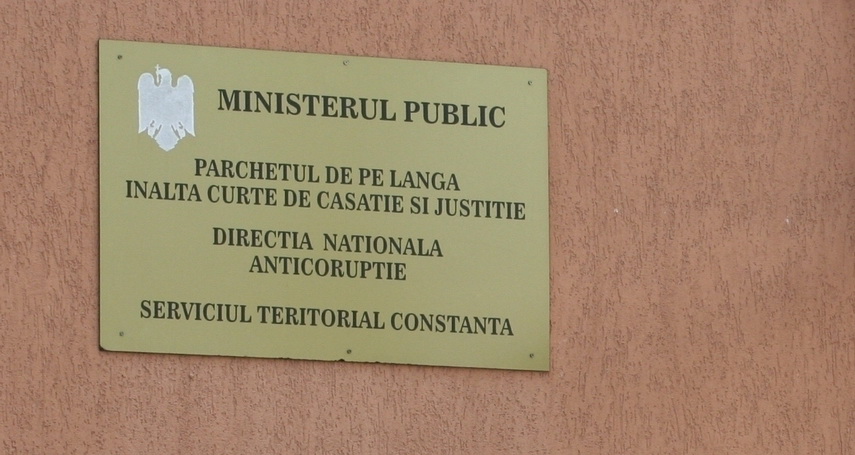 MINISTERUL PUBLIC
PARCHETUL DE PE LANGA
INALTA CURTE DE CASATIE SI JUSTITIE
DIRECTIA NATIONALA
ANTICORUPTIE
SERVICIUL TERITORIAL CONSTANTA